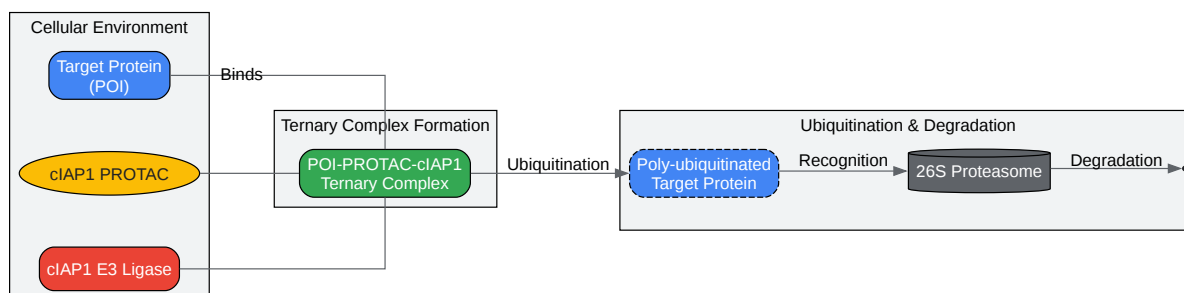 Cellular Environment
Target Protein
(POI)
Binds
cIAP1 PROTAC
cIAP1 E3 Ligase
Ternary Complex Formation
POI-PROTAC-cIAP1
Ternary Complex
Ubiquitination
Ubiquitination & Degradation
Poly-ubiquitinated
Target Protein
Recognition
26S Proteasome
Degradation